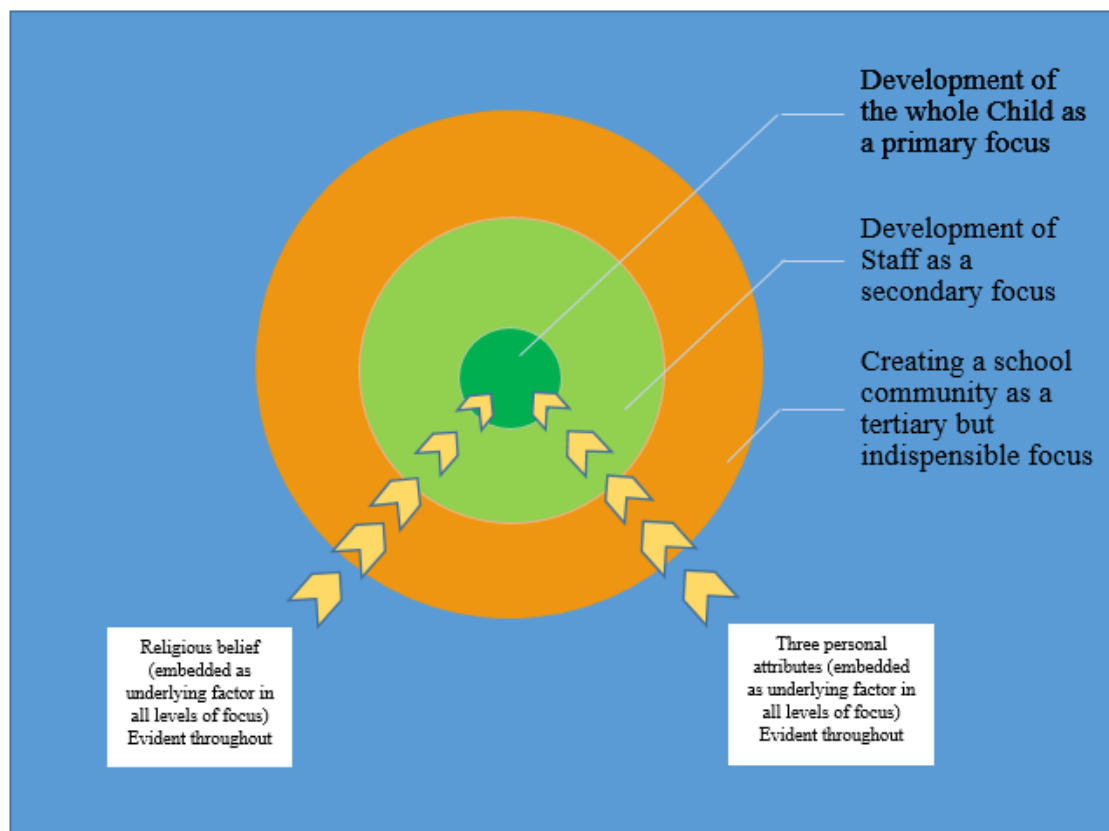 Development of
the whole Child as
a primary focus
Development of
Staff as a
secondary focus
Creating a school
community as a
tertiary but
indispensible focus
Religious belief
(embedded as
underlying factor in
all levels of focus)
Evident throughout
Three personal
attributes (embedded
as underlying factor in
all levels of focus)
Evident throughout